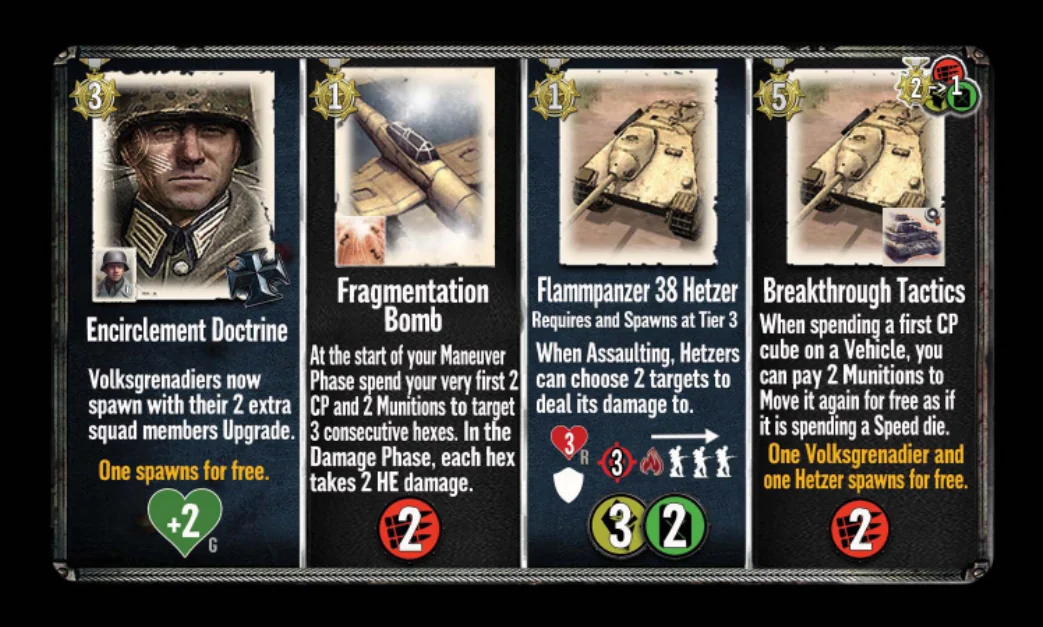 3
Encirclement Doctrine
Volksgrenadiers now
spawn with their 2 extra
squad members Upgrade.
One spawns for free.
+2
G
1
Fragmentation
Bomb
At the start of your Maneuver
Phase spend your very first 2
CP and 2 Munitions to target
3 consecutive hexes. In the
Damage Phase, each hex
takes 2 HE damage.
2
1
Flammpanzer 38 Hetzer
Requires and Spawns at Tier 3
When Assaulting, Hetzers
can choose 2 targets to
deal its damage to.
3
R
3
3 2
5
2->1
Breakthrough Tactics
When spending a first CP
cube on a Vehicle, you
can pay 2 Munitions to
Move it again for free as if
it is spending a Speed die.
One Volksgrenadier and
one Hetzer spawns for free.
2